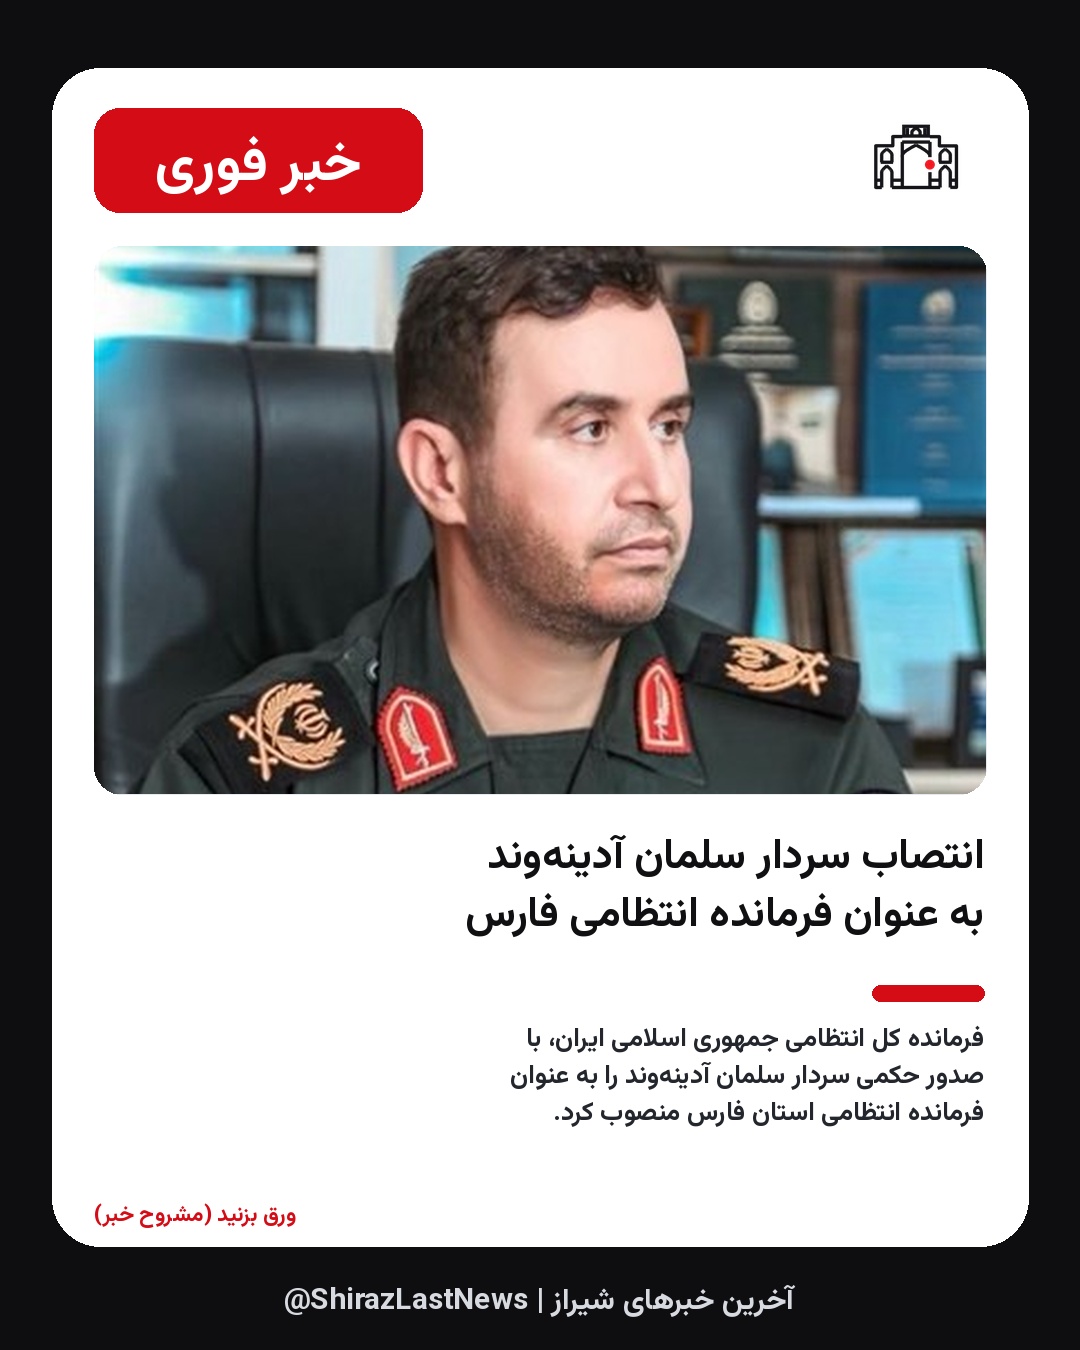 خبر فوری
انتصاب سردار سلمان آدینه‌وند
به عنوان فرمانده انتظامی فارس
فرمانده کل انتظامی جمهوری اسلامی ایران، با
صدور حکمی سردار سلمان آدینه‌وند را به عنوان
فرمانده انتظامی استان فارس منصوب کرد.
ورق بزنید (مشروح خبر)
آخرین خبرهای شیراز | @ShirazLastNews